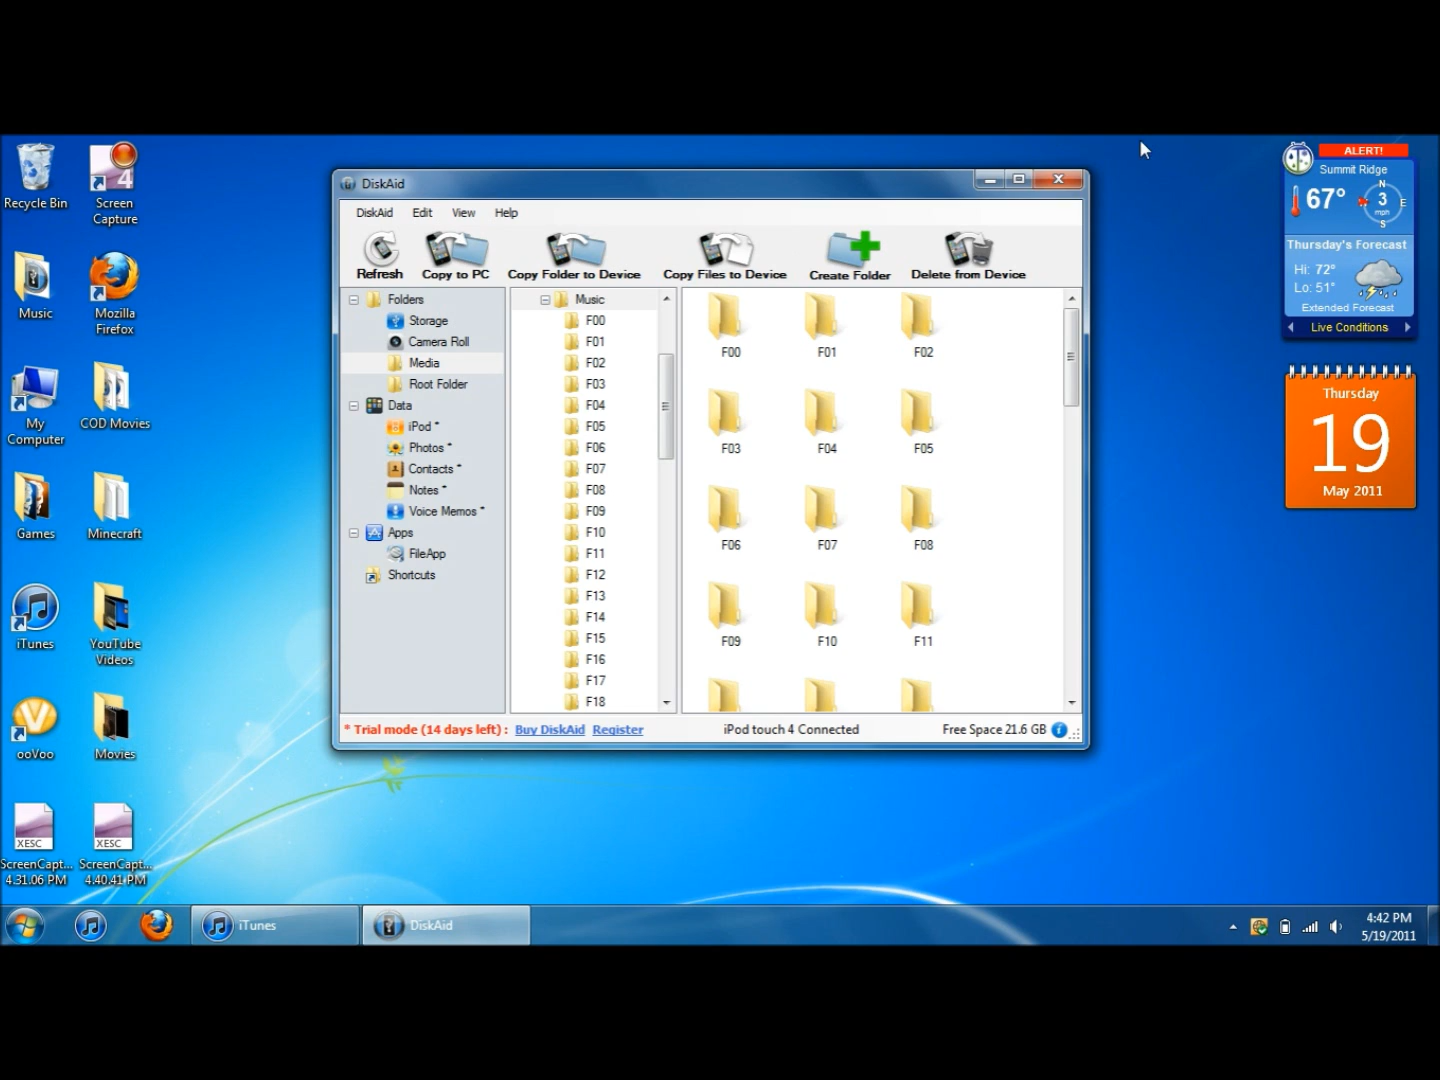 Recycle Bin
Screen
Capture
4
Music
Mozilla
Firefox
My
Computer
COD Movies
Games
Minecraft
iTunes
YouTube
Videos
ooVoo
Movies
XESC
ScreenCapt...
4.31.06 PM
XESC
ScreenCapt...
4.40.41 PM
DiskAid
DiskAid Edit View Help
Refresh Copy to PC Copy Folder to Device Copy Files to Device Create Folder Delete from Device
Folders
Storage
Camera Roll
Media
Root Folder
Data
iPod *
Photos *
Contacts *
Notes *
Voice Memos *
Apps
FileApp
Shortcuts
Music
F00
F01
F02
F03
F04
F05
F06
F07
F08
F09
F10
F11
F12
F13
F14
F15
F16
F17
F18
F00 F01 F02
F03 F04 F05
F06 F07 F08
F09 F10 F11
* Trial mode (14 days left) : Buy DiskAid Register iPod touch 4 Connected Free Space 21.6 GB
ALERT!
Summit Ridge
67°
N
3
mph
E
S
Thursday's Forecast
Hi: 72°
Lo: 51°
Extended Forecast
Live Conditions
Thursday
19
May 2011
iTunes
DiskAid
4:42 PM
5/19/2011